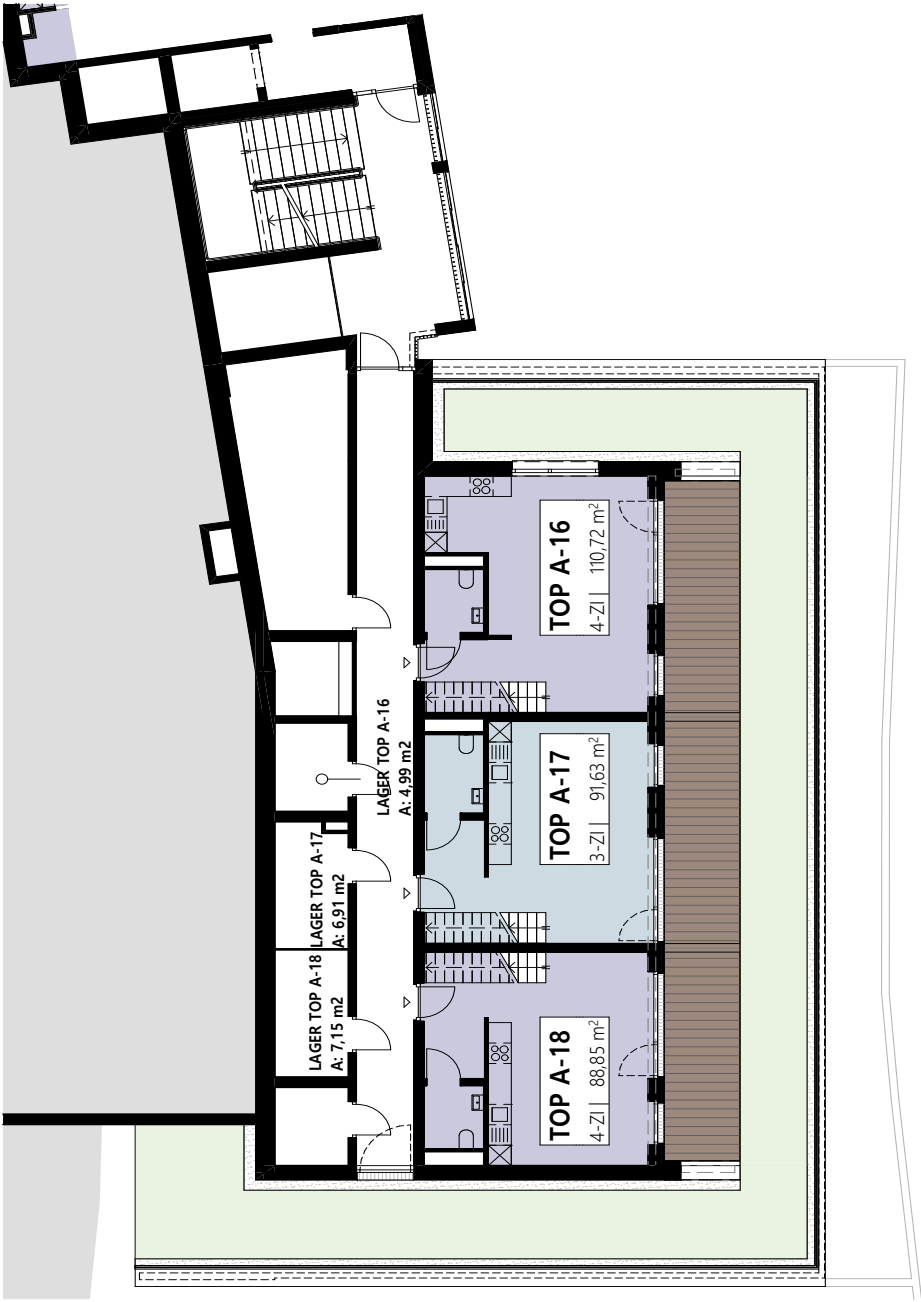 TOP A-16
4-ZI | 110,72 m²
LAGER TOP A-16
A: 4,99 m2
TOP A-17
3-ZI | 91,63 m²
LAGER TOP A-17
A: 6,91 m2
LAGER TOP A-18
A: 7,15 m2
TOP A-18
4-ZI | 88,85 m²